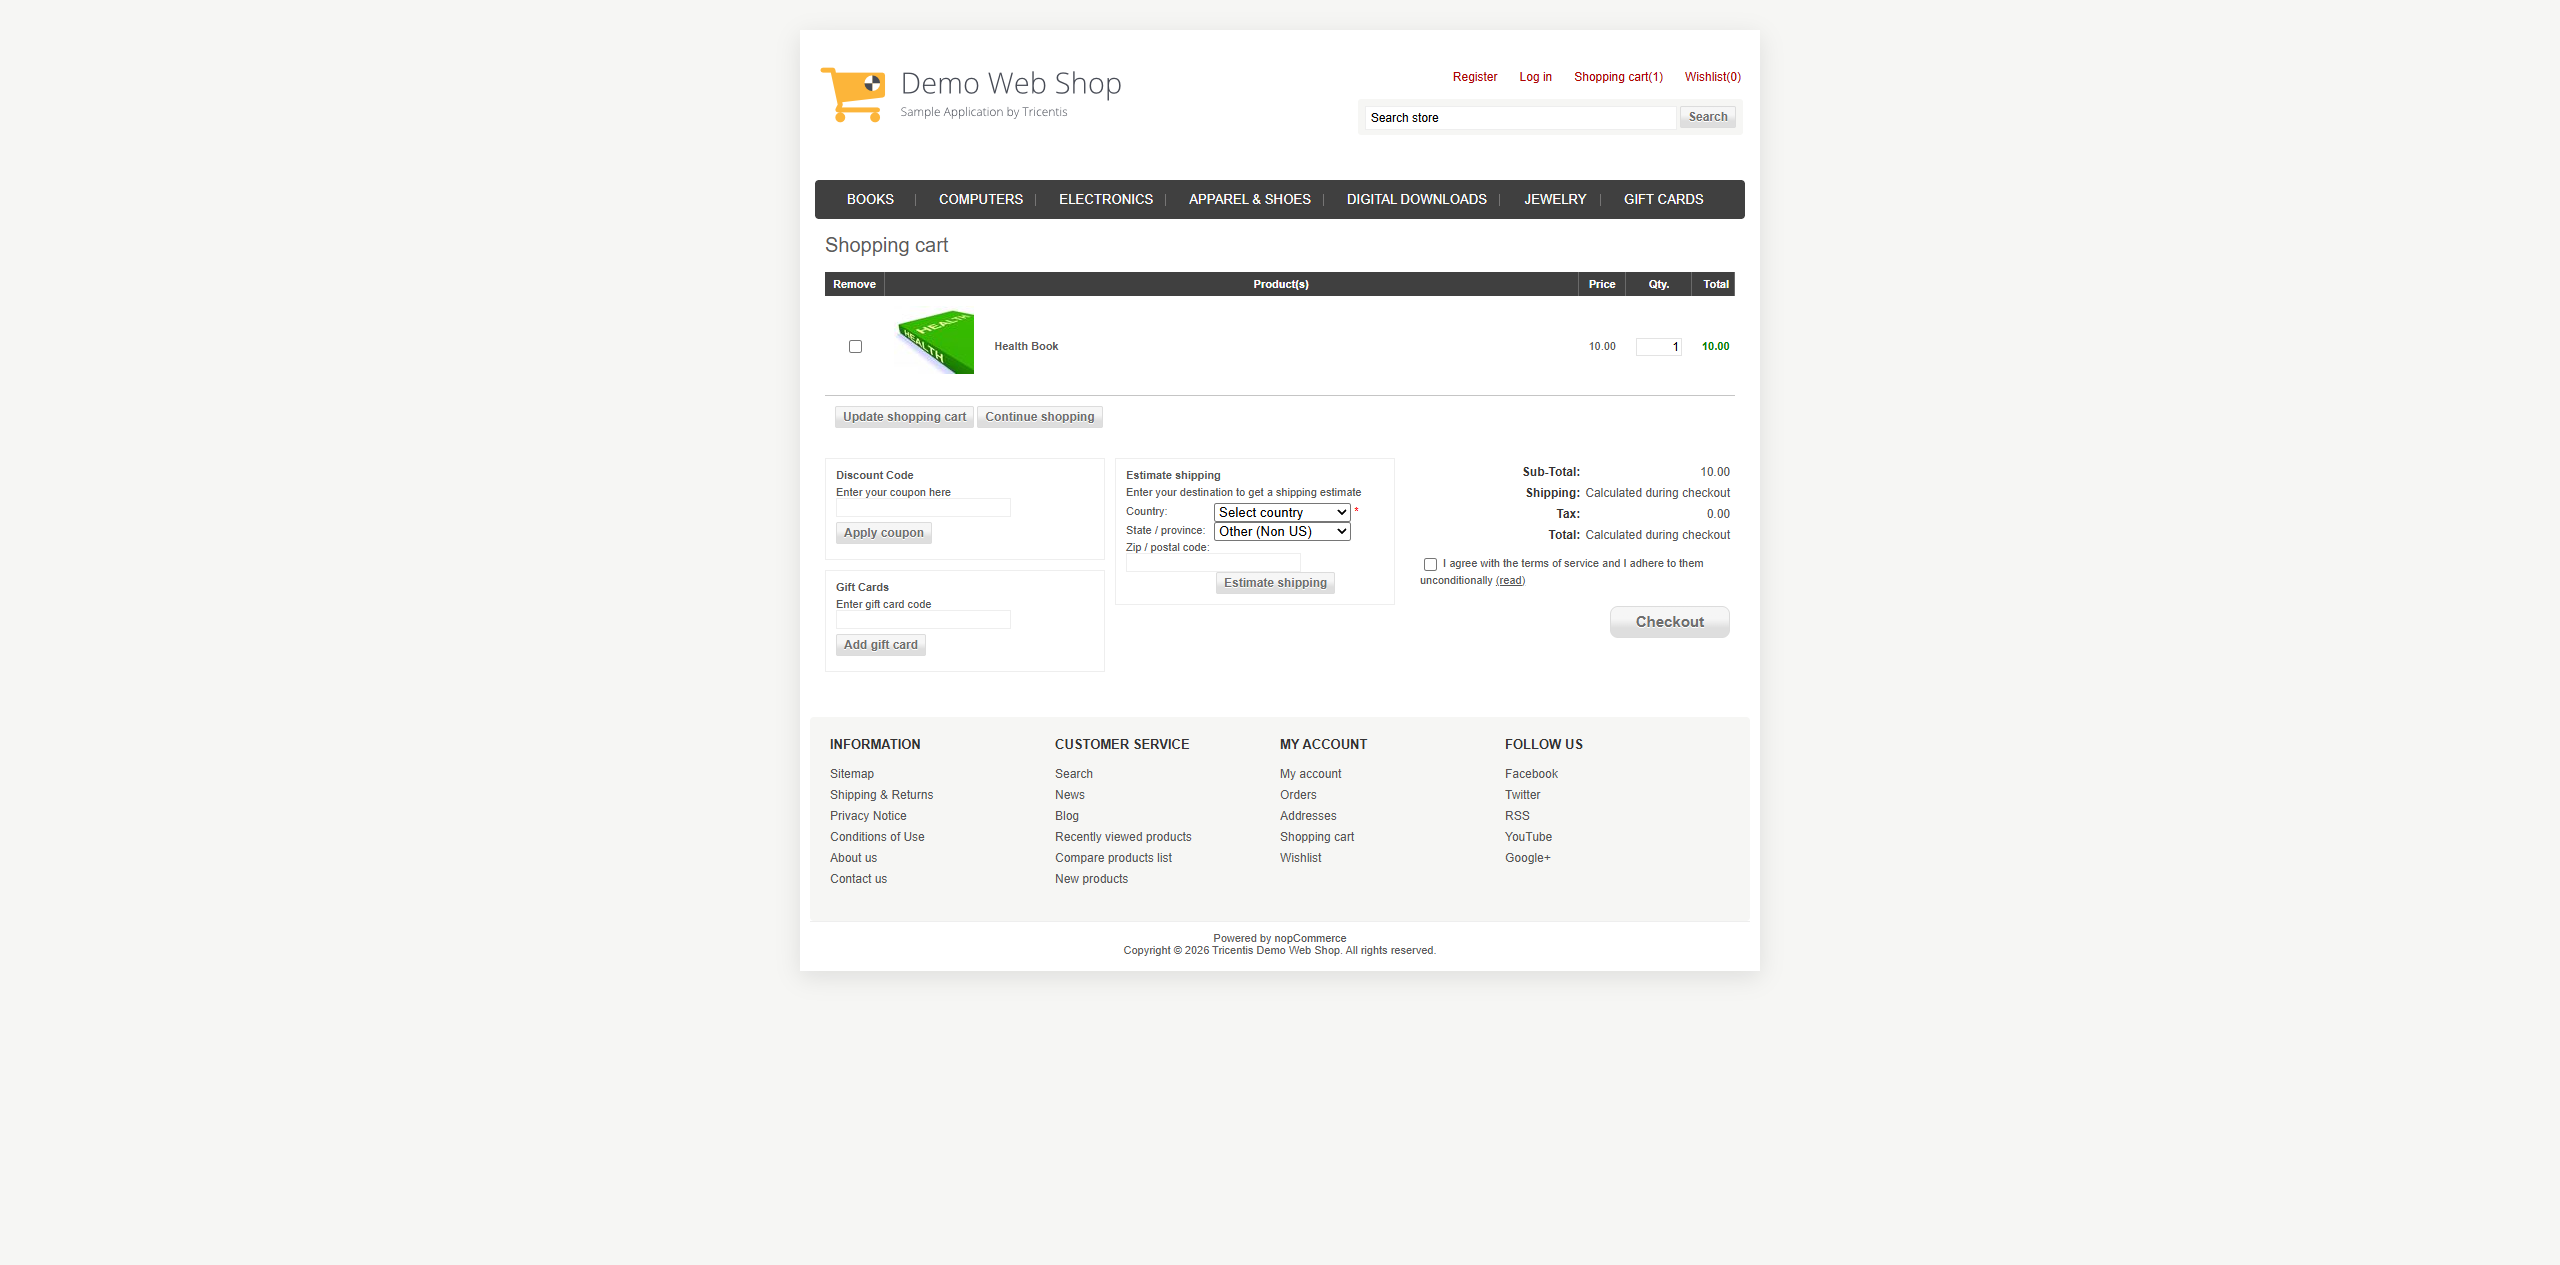 Demo Web Shop
Sample Application by Tricentis
Register Log in Shopping cart(1) Wishlist(0)
Search store Search
BOOKS COMPUTERS ELECTRONICS APPAREL & SHOES DIGITAL DOWNLOADS JEWELRY GIFT CARDS
Shopping cart
Remove Product(s) Price Qty. Total
HEALTH
HEALTH
Health Book 10.00 1 10.00
Update shopping cart Continue shopping
Discount Code
Enter your coupon here
Apply coupon
Gift Cards
Enter gift card code
Add gift card
Estimate shipping
Enter your destination to get a shipping estimate
Country: Select country *
State / province: Other (Non US)
Zip / postal code:
Estimate shipping
Sub-Total: 10.00
Shipping: Calculated during checkout
Tax: 0.00
Total: Calculated during checkout
I agree with the terms of service and I adhere to them
unconditionally (read)
Checkout
INFORMATION
Sitemap
Shipping & Returns
Privacy Notice
Conditions of Use
About us
Contact us
CUSTOMER SERVICE
Search
News
Blog
Recently viewed products
Compare products list
New products
MY ACCOUNT
My account
Orders
Addresses
Shopping cart
Wishlist
FOLLOW US
Facebook
Twitter
RSS
YouTube
Google+
Powered by nopCommerce
Copyright © 2026 Tricentis Demo Web Shop. All rights reserved.